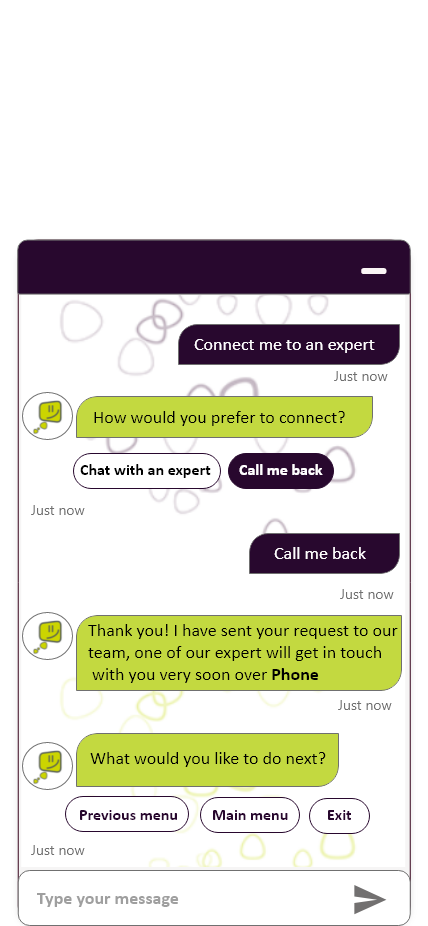 Connect me to an expert
Just now
How would you prefer to connect?
Chat with an expert
Call me back
Just now
Call me back
Just now
Thank you! I have sent your request to our
team, one of our expert will get in touch
with you very soon over Phone
Just now
What would you like to do next?
Previous menu
Main menu
Exit
Just now
Type your message